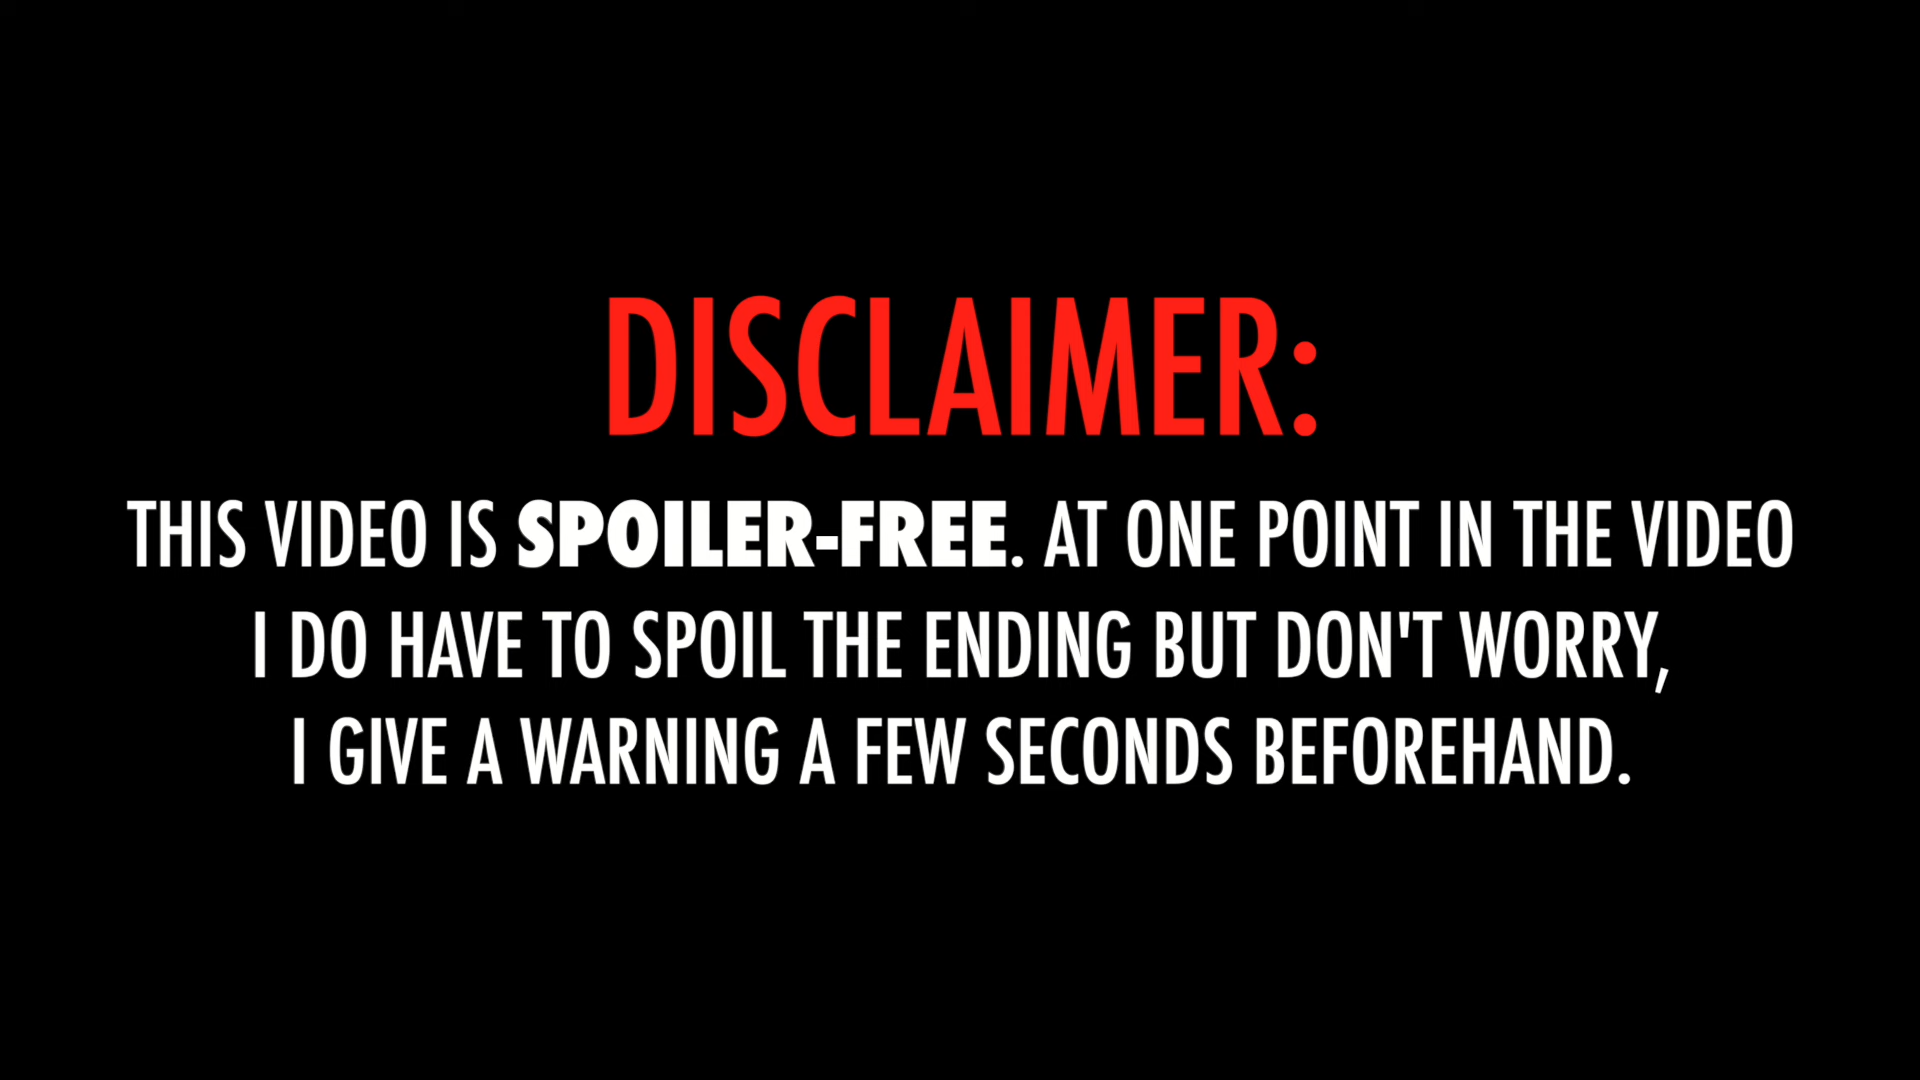 DISCLAIMER:
THIS VIDEO IS SPOILER-FREE. AT ONE POINT IN THE VIDEO
I DO HAVE TO SPOIL THE ENDING BUT DON'T WORRY,
I GIVE A WARNING A FEW SECONDS BEFOREHAND.